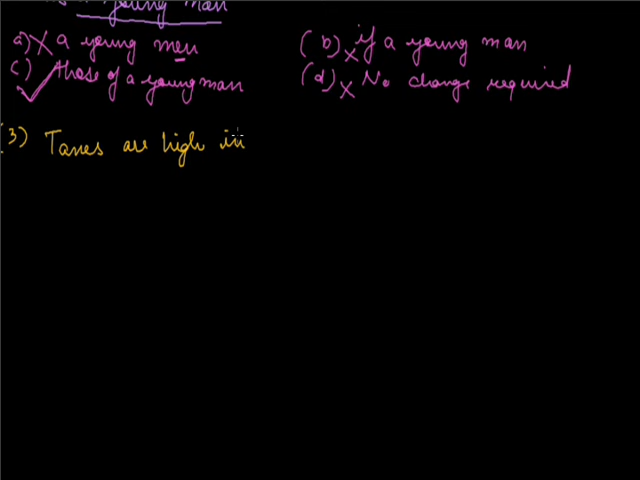 a young man
a) X a young men (b) x if a young man
c) those of a young man (d) x No change required
(3) Taxes are high in